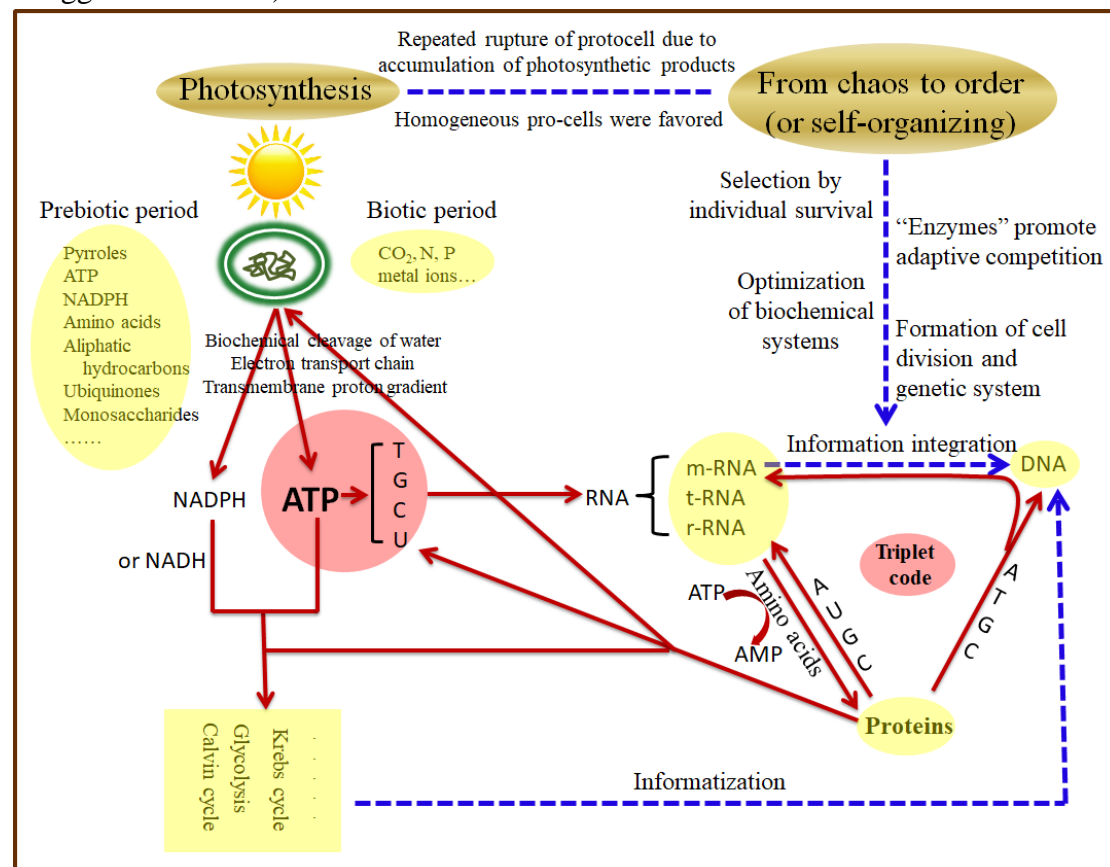 Repeated rupture of protocell due to
accumulation of photosynthetic products
Photosynthesis
Homogeneous pro-cells were favored
From chaos to order
(or self-organizing)
Prebiotic period
Pyrroles
ATP
NADPH
Amino acids
Aliphatic
hydrocarbons
Ubiquinones
Monosaccharides
……
Biotic period
CO₂, N, P
metal ions…
Selection by
individual survival
“Enzymes” promote
adaptive competition
Optimization
of biochemical
systems
Formation of cell
division and
genetic system
Biochemical cleavage of water
Electron transport chain
Transmembrane proton gradient
NADPH
or NADH
ATP
T
G
C
U
RNA
m-RNA
t-RNA
r-RNA
Information integration
DNA
Triplet
code
ATP
AMP
Amino acids
A U G C
A T G C
Proteins
Krebs cycle
Glycolysis
Calvin cycle
. . . . .
Informatization